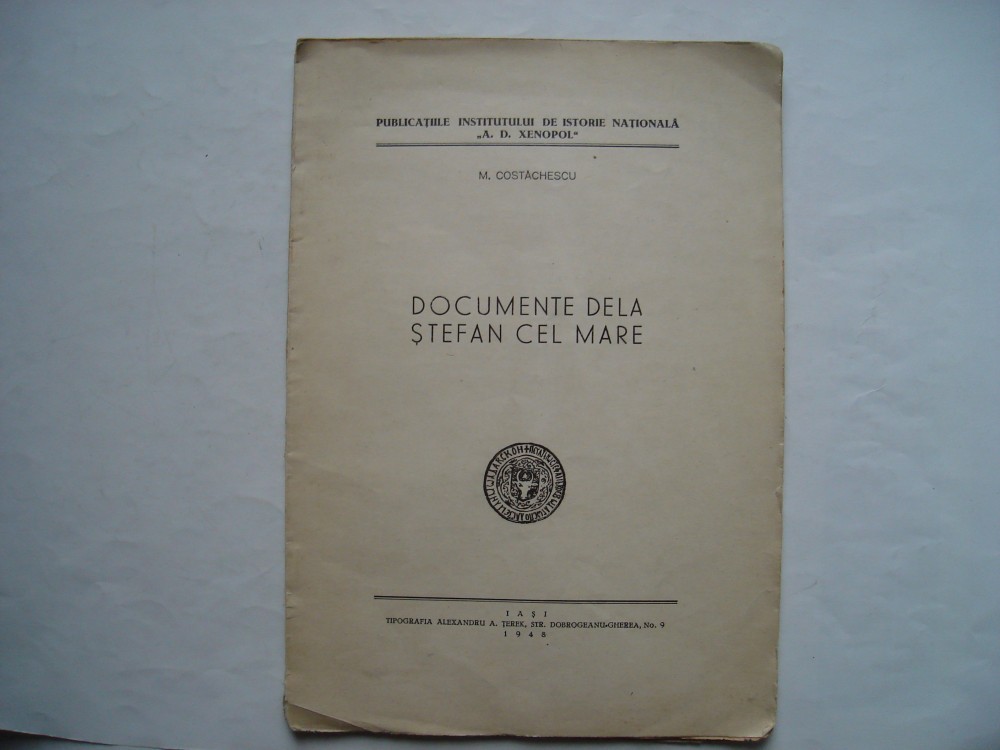 PUBLICAȚIILE INSTITUTULUI DE ISTORIE NAȚIONALĂ
„A. D. XENOPOL“
M. COSTĂCHESCU
DOCUMENTE DELA
ȘTEFAN CEL MARE
IAȘI
TIPOGRAFIA ALEXANDRU A. ȚEREK, STR. DOBROGEANU-GHEREA, No. 9
1948